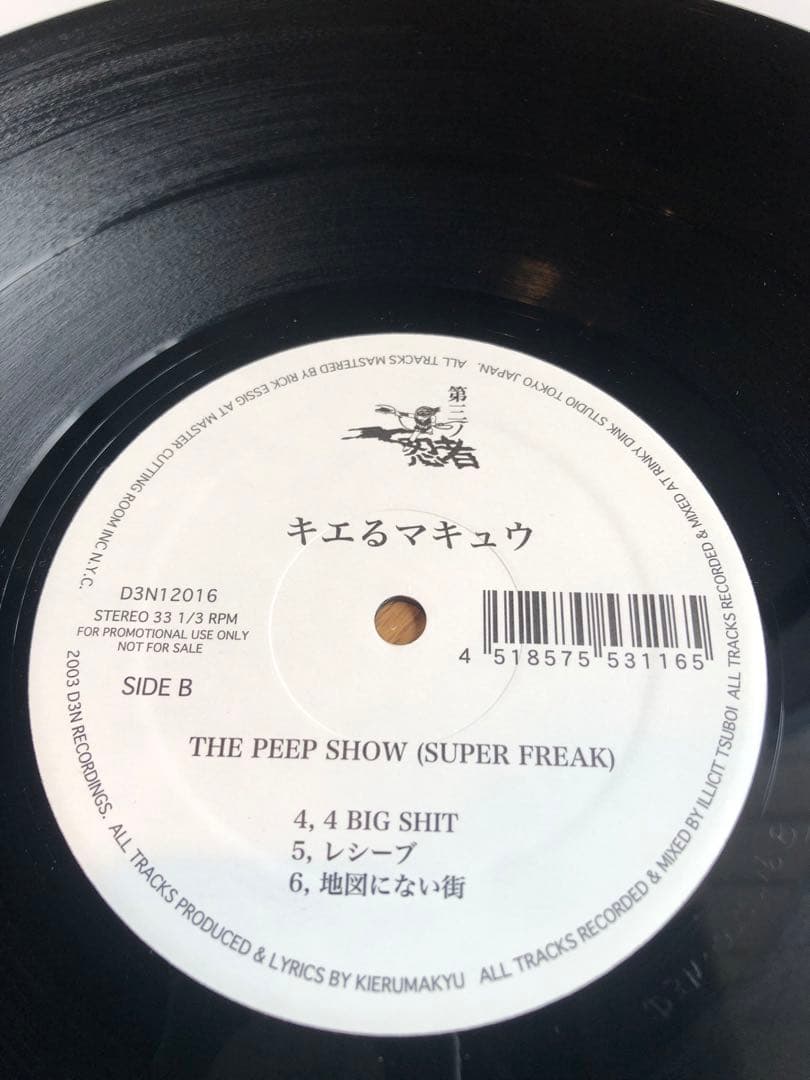 第三ノ
忍者
キエるマキュウ
D3N12016
STEREO 33 1/3 RPM
FOR PROMOTIONAL USE ONLY
NOT FOR SALE
SIDE B
4 518575 531165
THE PEEP SHOW (SUPER FREAK)
4, 4 BIG SHIT
5, レシーブ
6, 地図にない街
2003 D3N RECORDINGS. ALL TRACKS PRODUCED & LYRICS BY KIERUMAKYU ALL TRACKS RECORDED & MIXED BY ILLICIT TSUBOI ALL TRACKS RECORDED & MIXED AT RINKY DINK STUDIO TOKYO JAPAN. ALL TRACKS MASTERED BY RICK ESSIG AT MASTER CUTTING ROOM INC N.Y.C.